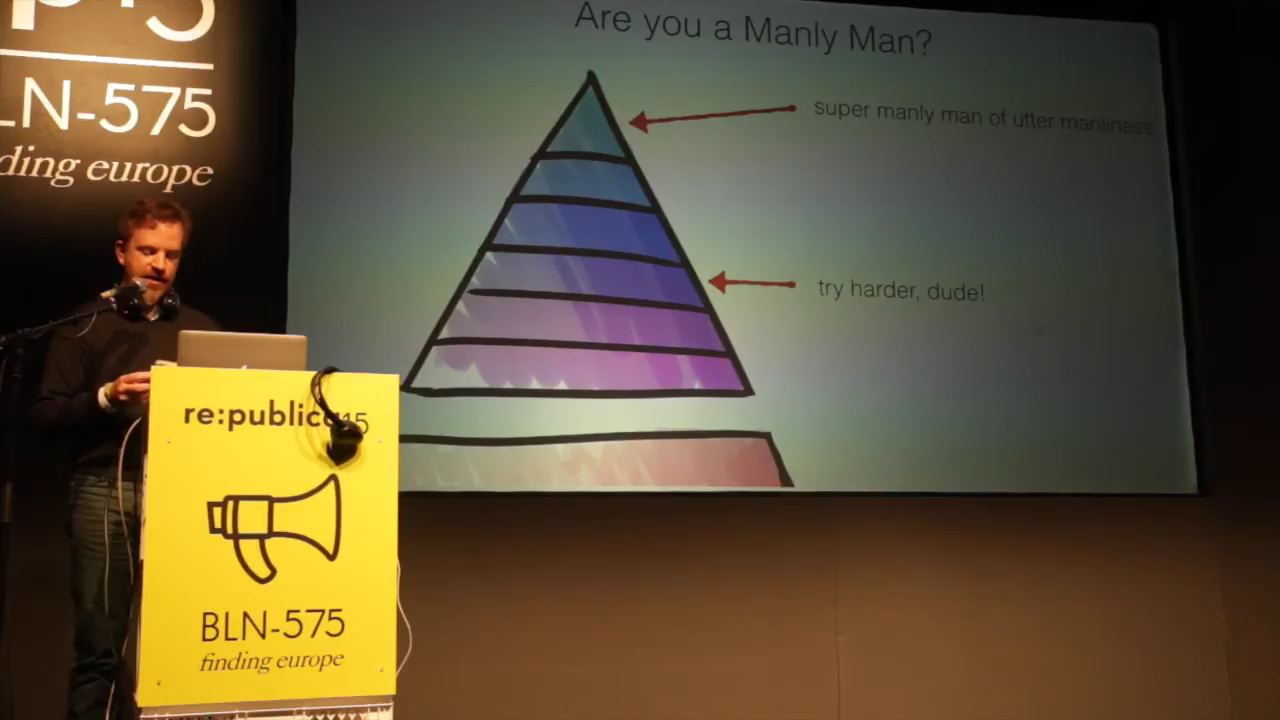 BLN-575
finding europe
Are you a Manly Man?
super manly man of utter manliness
try harder, dude!
re:publica15
BLN-575
finding europe